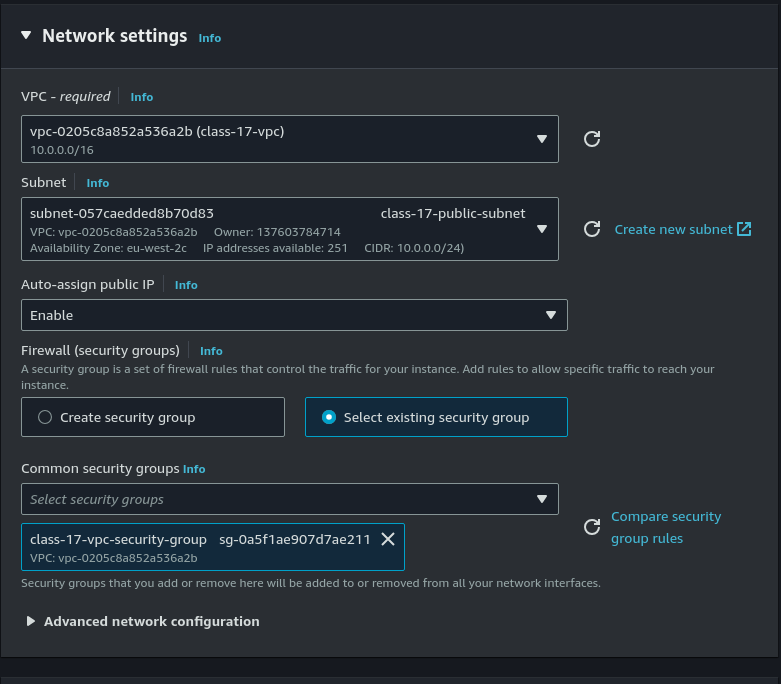 Network settings Info
VPC - required Info
vpc-0205c8a852a536a2b (class-17-vpc)
10.0.0.0/16
Subnet Info
subnet-057caedded8b70d83 class-17-public-subnet
VPC: vpc-0205c8a852a536a2b Owner: 137603784714
Availability Zone: eu-west-2c IP addresses available: 251 CIDR: 10.0.0.0/24)
Create new subnet
Auto-assign public IP Info
Enable
Firewall (security groups) Info
A security group is a set of firewall rules that control the traffic for your instance. Add rules to allow specific traffic to reach your
instance.
Create security group
Select existing security group
Common security groups Info
Select security groups
class-17-vpc-security-group sg-0a5f1ae907d7ae211
VPC: vpc-0205c8a852a536a2b
Compare security
group rules
Security groups that you add or remove here will be added to or removed from all your network interfaces.
Advanced network configuration